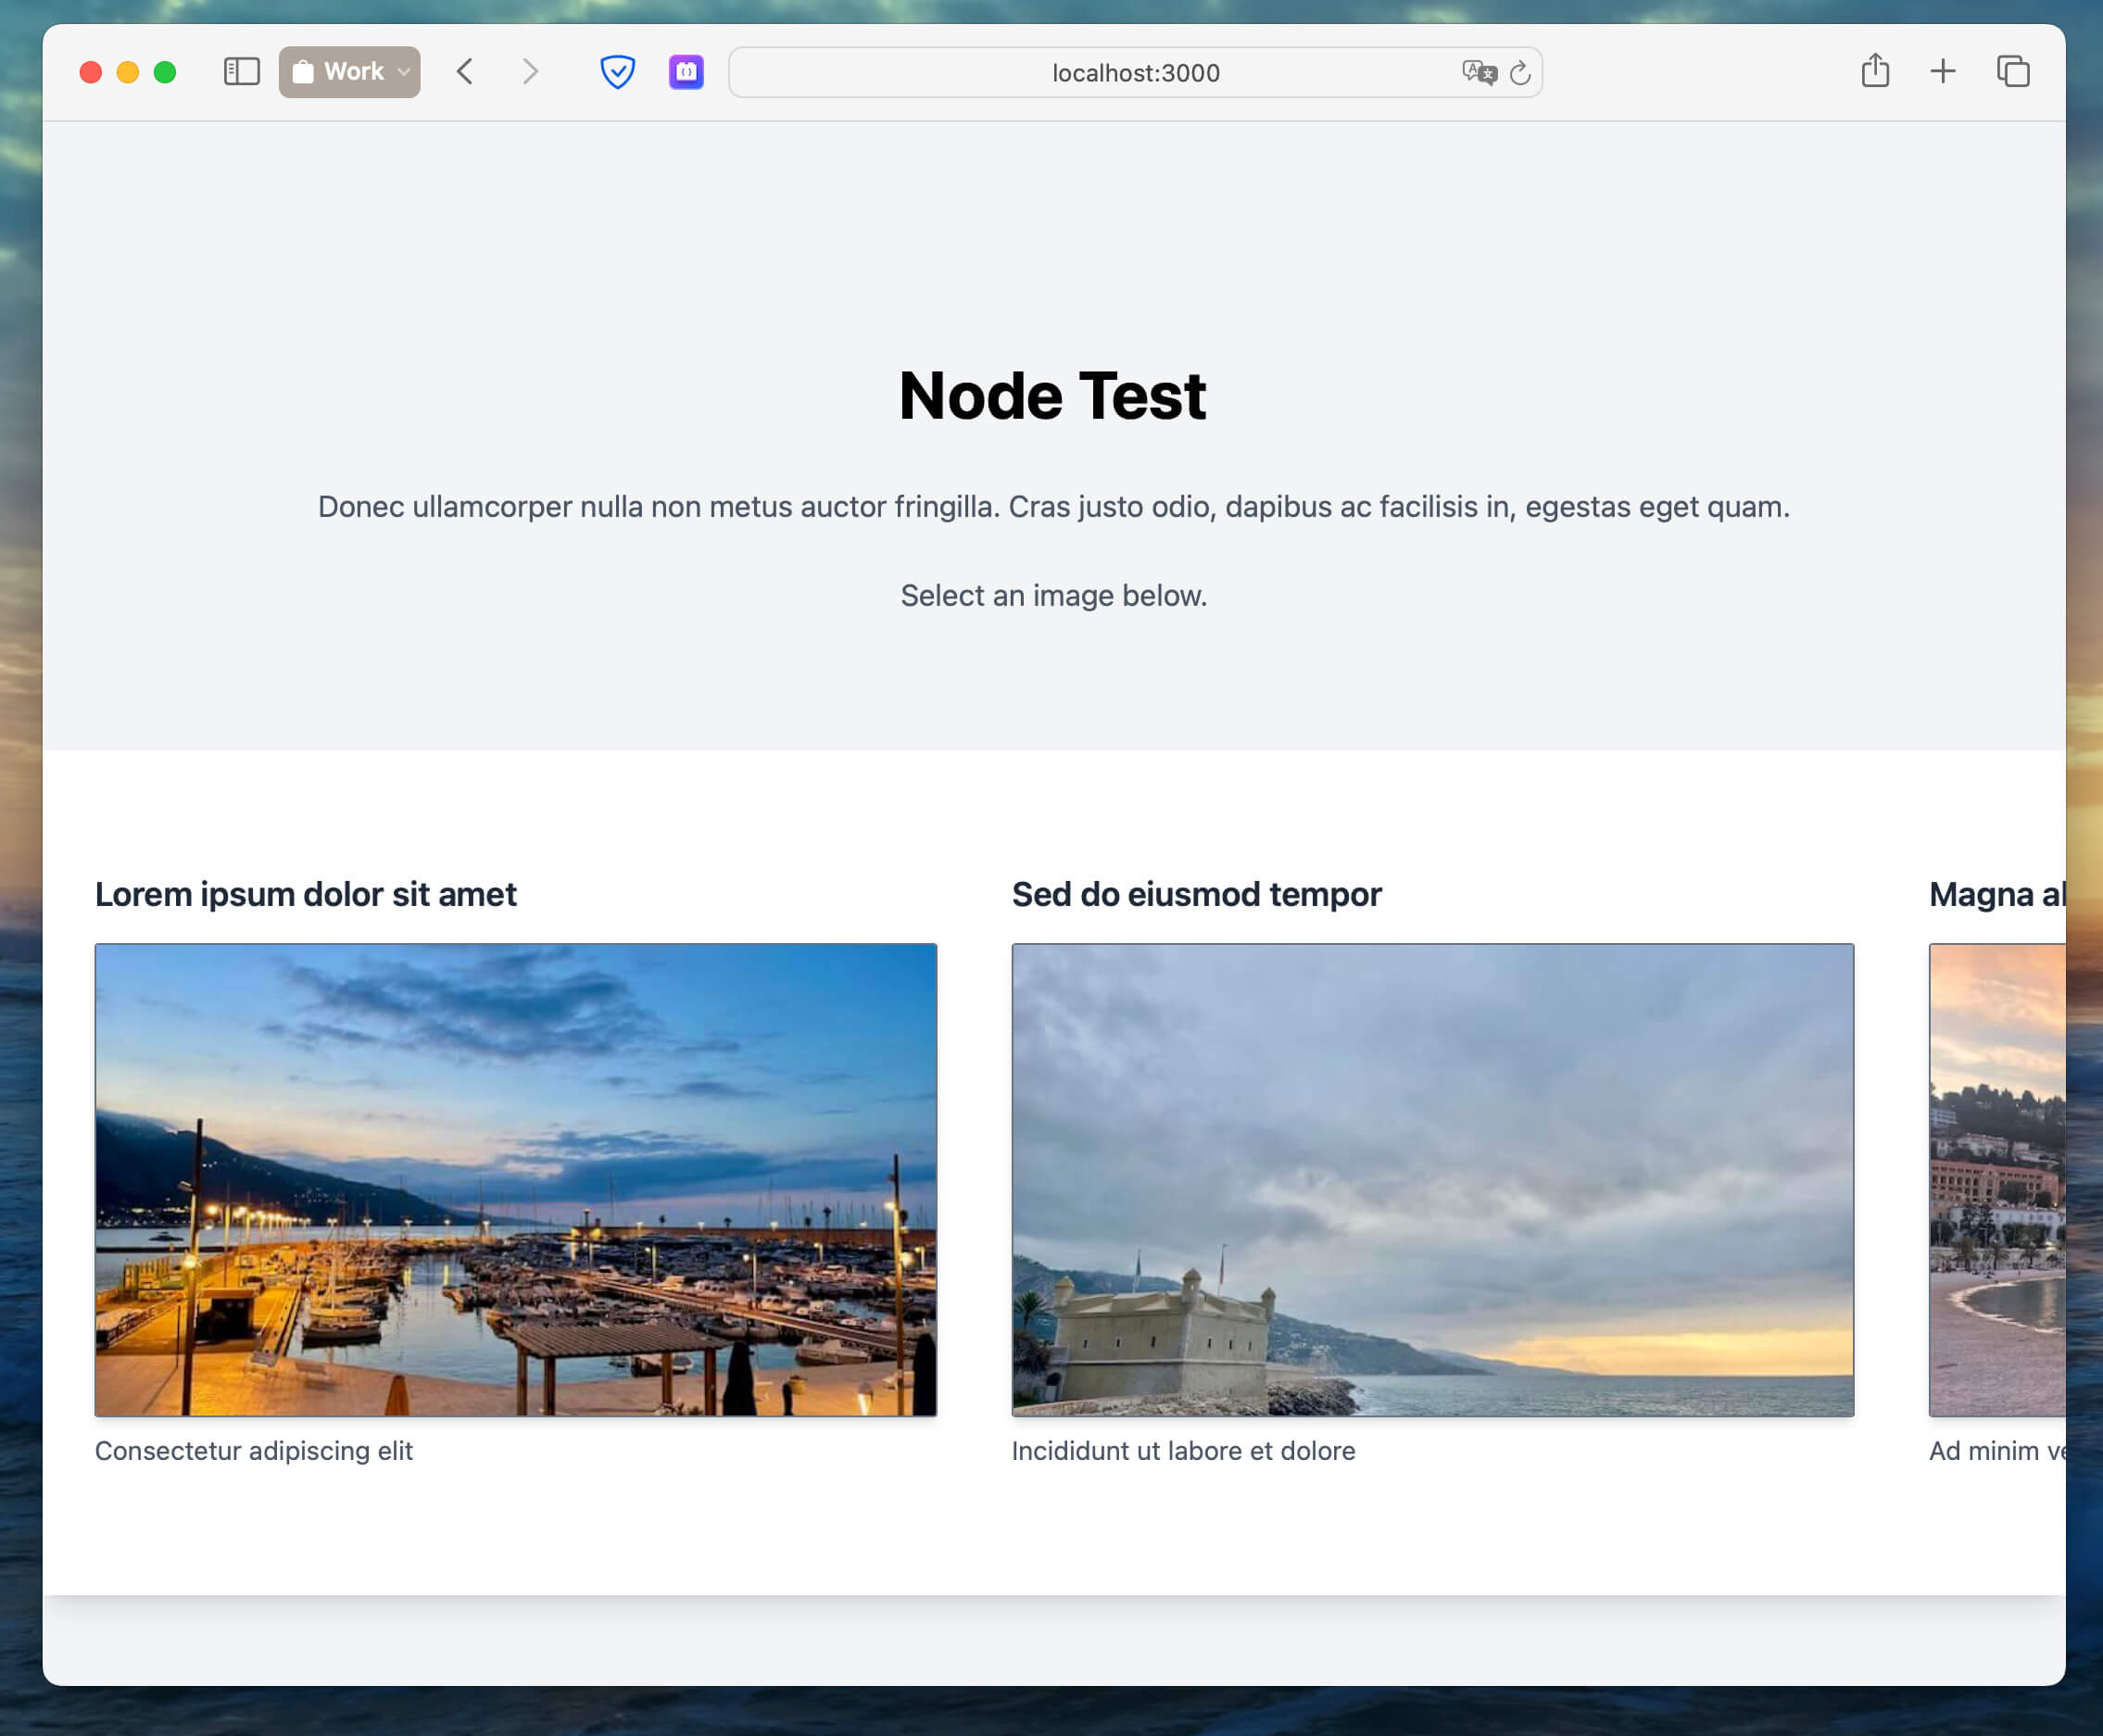 Work
localhost:3000
Node Test
Donec ullamcorper nulla non metus auctor fringilla. Cras justo odio, dapibus ac facilisis in, egestas eget quam.
Select an image below.
Lorem ipsum dolor sit amet
Sed do eiusmod tempor
Magna al
Consectetur adipiscing elit
Incididunt ut labore et dolore
Ad minim ve